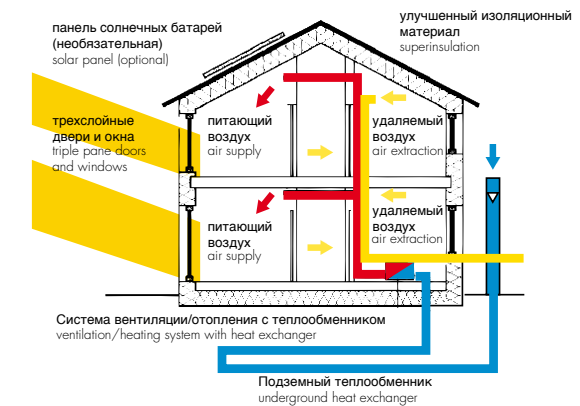 панель солнечных батарей
(необязательная)
solar panel (optional)
улучшенный изоляционный
материал
superinsulation
трехслойные
двери и окна
triple pane doors
and windows
питающий
воздух
air supply
удаляемый
воздух
air extraction
питающий
воздух
air supply
удаляемый
воздух
air extraction
Система вентиляции/отопления с теплообменником
ventilation/heating system with heat exchanger
Подземный теплообменник
underground heat exchanger